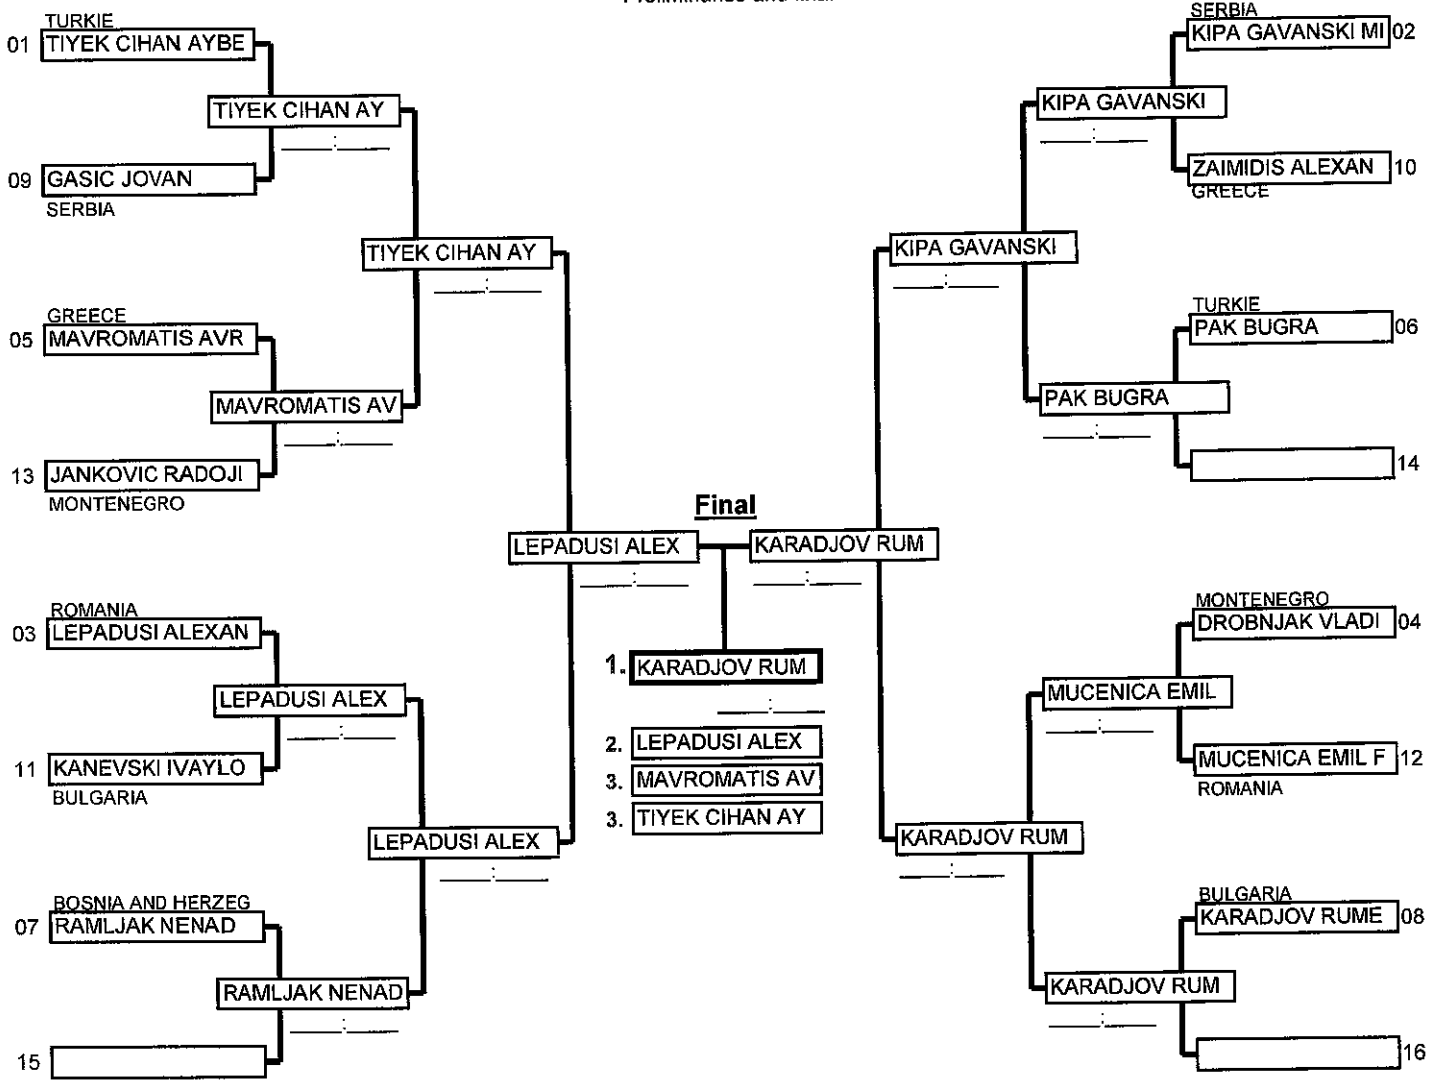 TURKIE
01 TIYEK CIHAN AYBE
TIYEK CIHAN AY
09 GASIC JOVAN
SERBIA
TIYEK CIHAN AY
GREECE
05 MAVROMATIS AVR
MAVROMATIS AV
13 JANKOVIC RADOJI
MONTENEGRO
LEPADUSI ALEX
ROMANIA
03 LEPADUSI ALEXAN
LEPADUSI ALEX
11 KANEVSKI IVAYLO
BULGARIA
LEPADUSI ALEX
BOSNIA AND HERZEG
07 RAMLJAK NENAD
RAMLJAK NENAD
15
Final
1. KARADJOV RUM
2. LEPADUSI ALEX
3. MAVROMATIS AV
3. TIYEK CIHAN AY
SERBIA
KIPA GAVANSKI MI 02
KIPA GAVANSKI
ZAIMIDIS ALEXAN 10
GREECE
KIPA GAVANSKI
TURKIE
PAK BUGRA 06
PAK BUGRA
14
KARADJOV RUM
MONTENEGRO
DROBNJAK VLADI 04
MUCENICA EMIL
MUCENICA EMIL F 12
ROMANIA
KARADJOV RUM
BULGARIA
KARADJOV RUME 08
KARADJOV RUM
16